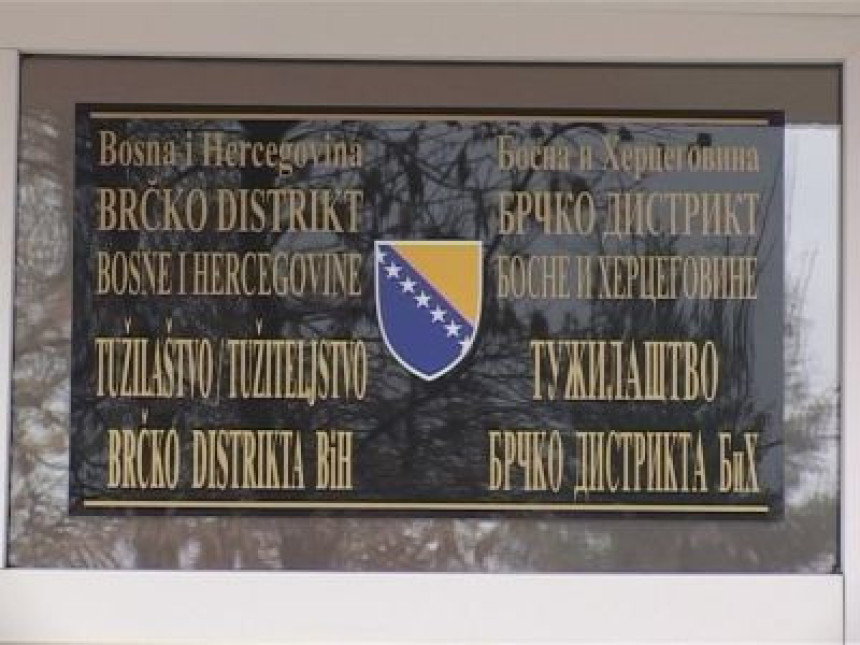 Bosna i Hercegovina
BRČKO DISTRIKT
BOSNE I HERCEGOVINE
TUŽILAŠTVO / TUŽITELJSTVO
BRČKO DISTRIKTA BiH
Босна и Херцеговина
БРЧКО ДИСТРИКТ
БОСНЕ И ХЕРЦЕГОВИНЕ
ТУЖИЛАШТВО
БРЧКО ДИСТРИКТА БиХ